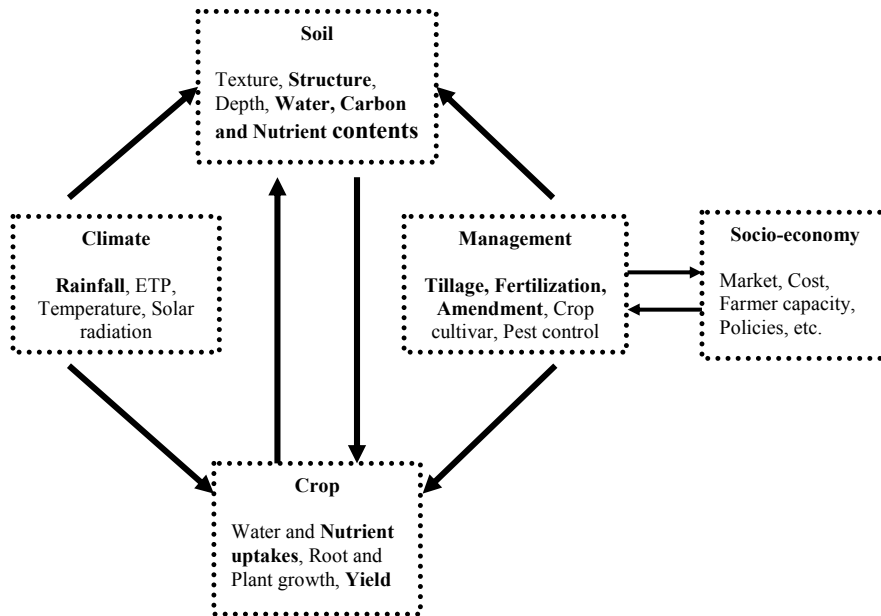 Soil
Texture, Structure,
Depth, Water, Carbon
and Nutrient contents
Climate
Rainfall, ETP,
Temperature, Solar
radiation
Management
Tillage, Fertilization,
Amendment, Crop
cultivar, Pest control
Socio-economy
Market, Cost,
Farmer capacity,
Policies, etc.
Crop
Water and Nutrient
uptakes, Root and
Plant growth, Yield